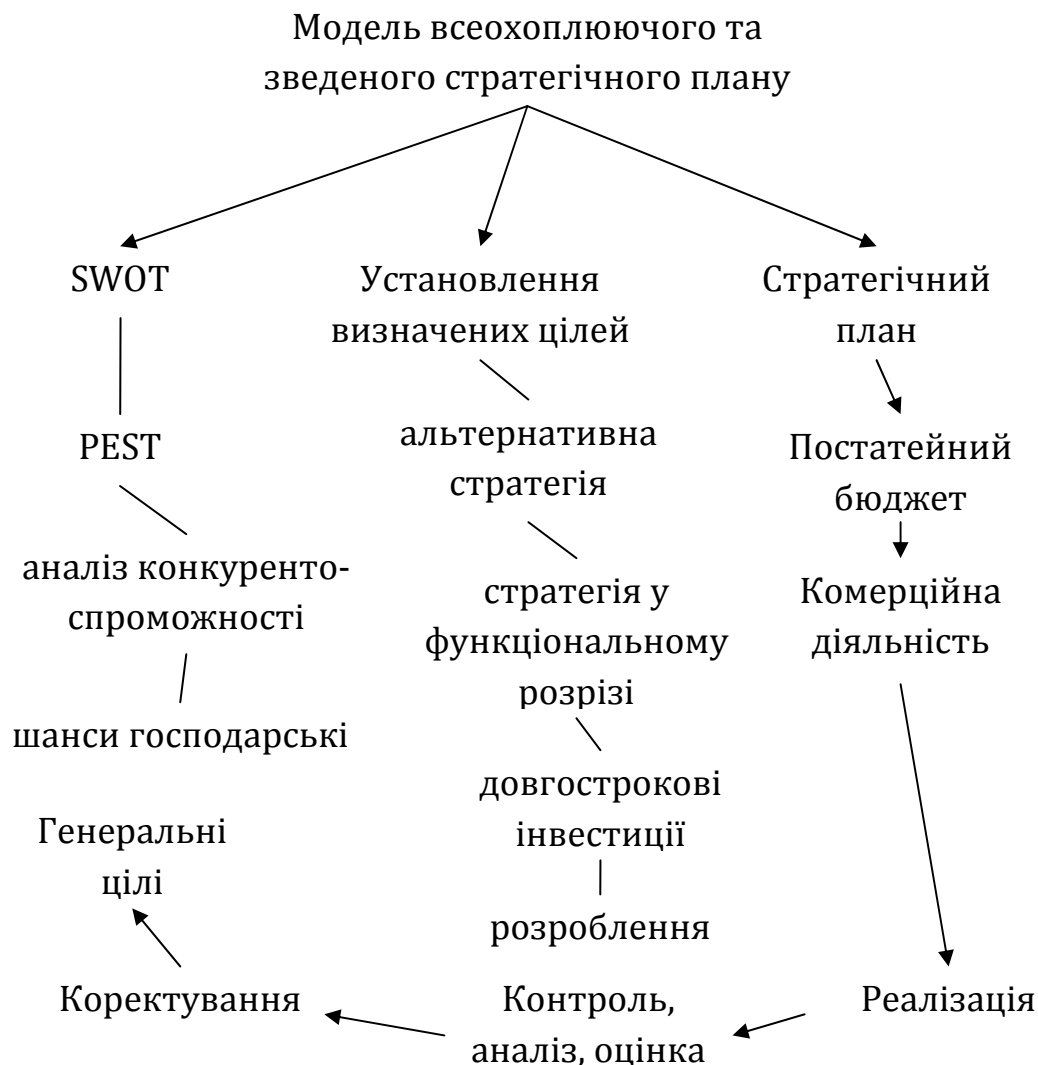 Модель всеохоплюючого та
зведеного стратегічного плану
SWOT
PEST
аналіз конкуренто-
спроможності
шанси господарські
Установлення
визначених цілей
альтернативна
стратегія
стратегія у
функціональному
розрізі
довгострокові
інвестиції
розроблення
Стратегічний
план
Постатейний
бюджет
Комерційна
діяльність
Реалізація
Контроль,
аналіз, оцінка
Коректування
Генеральні
цілі